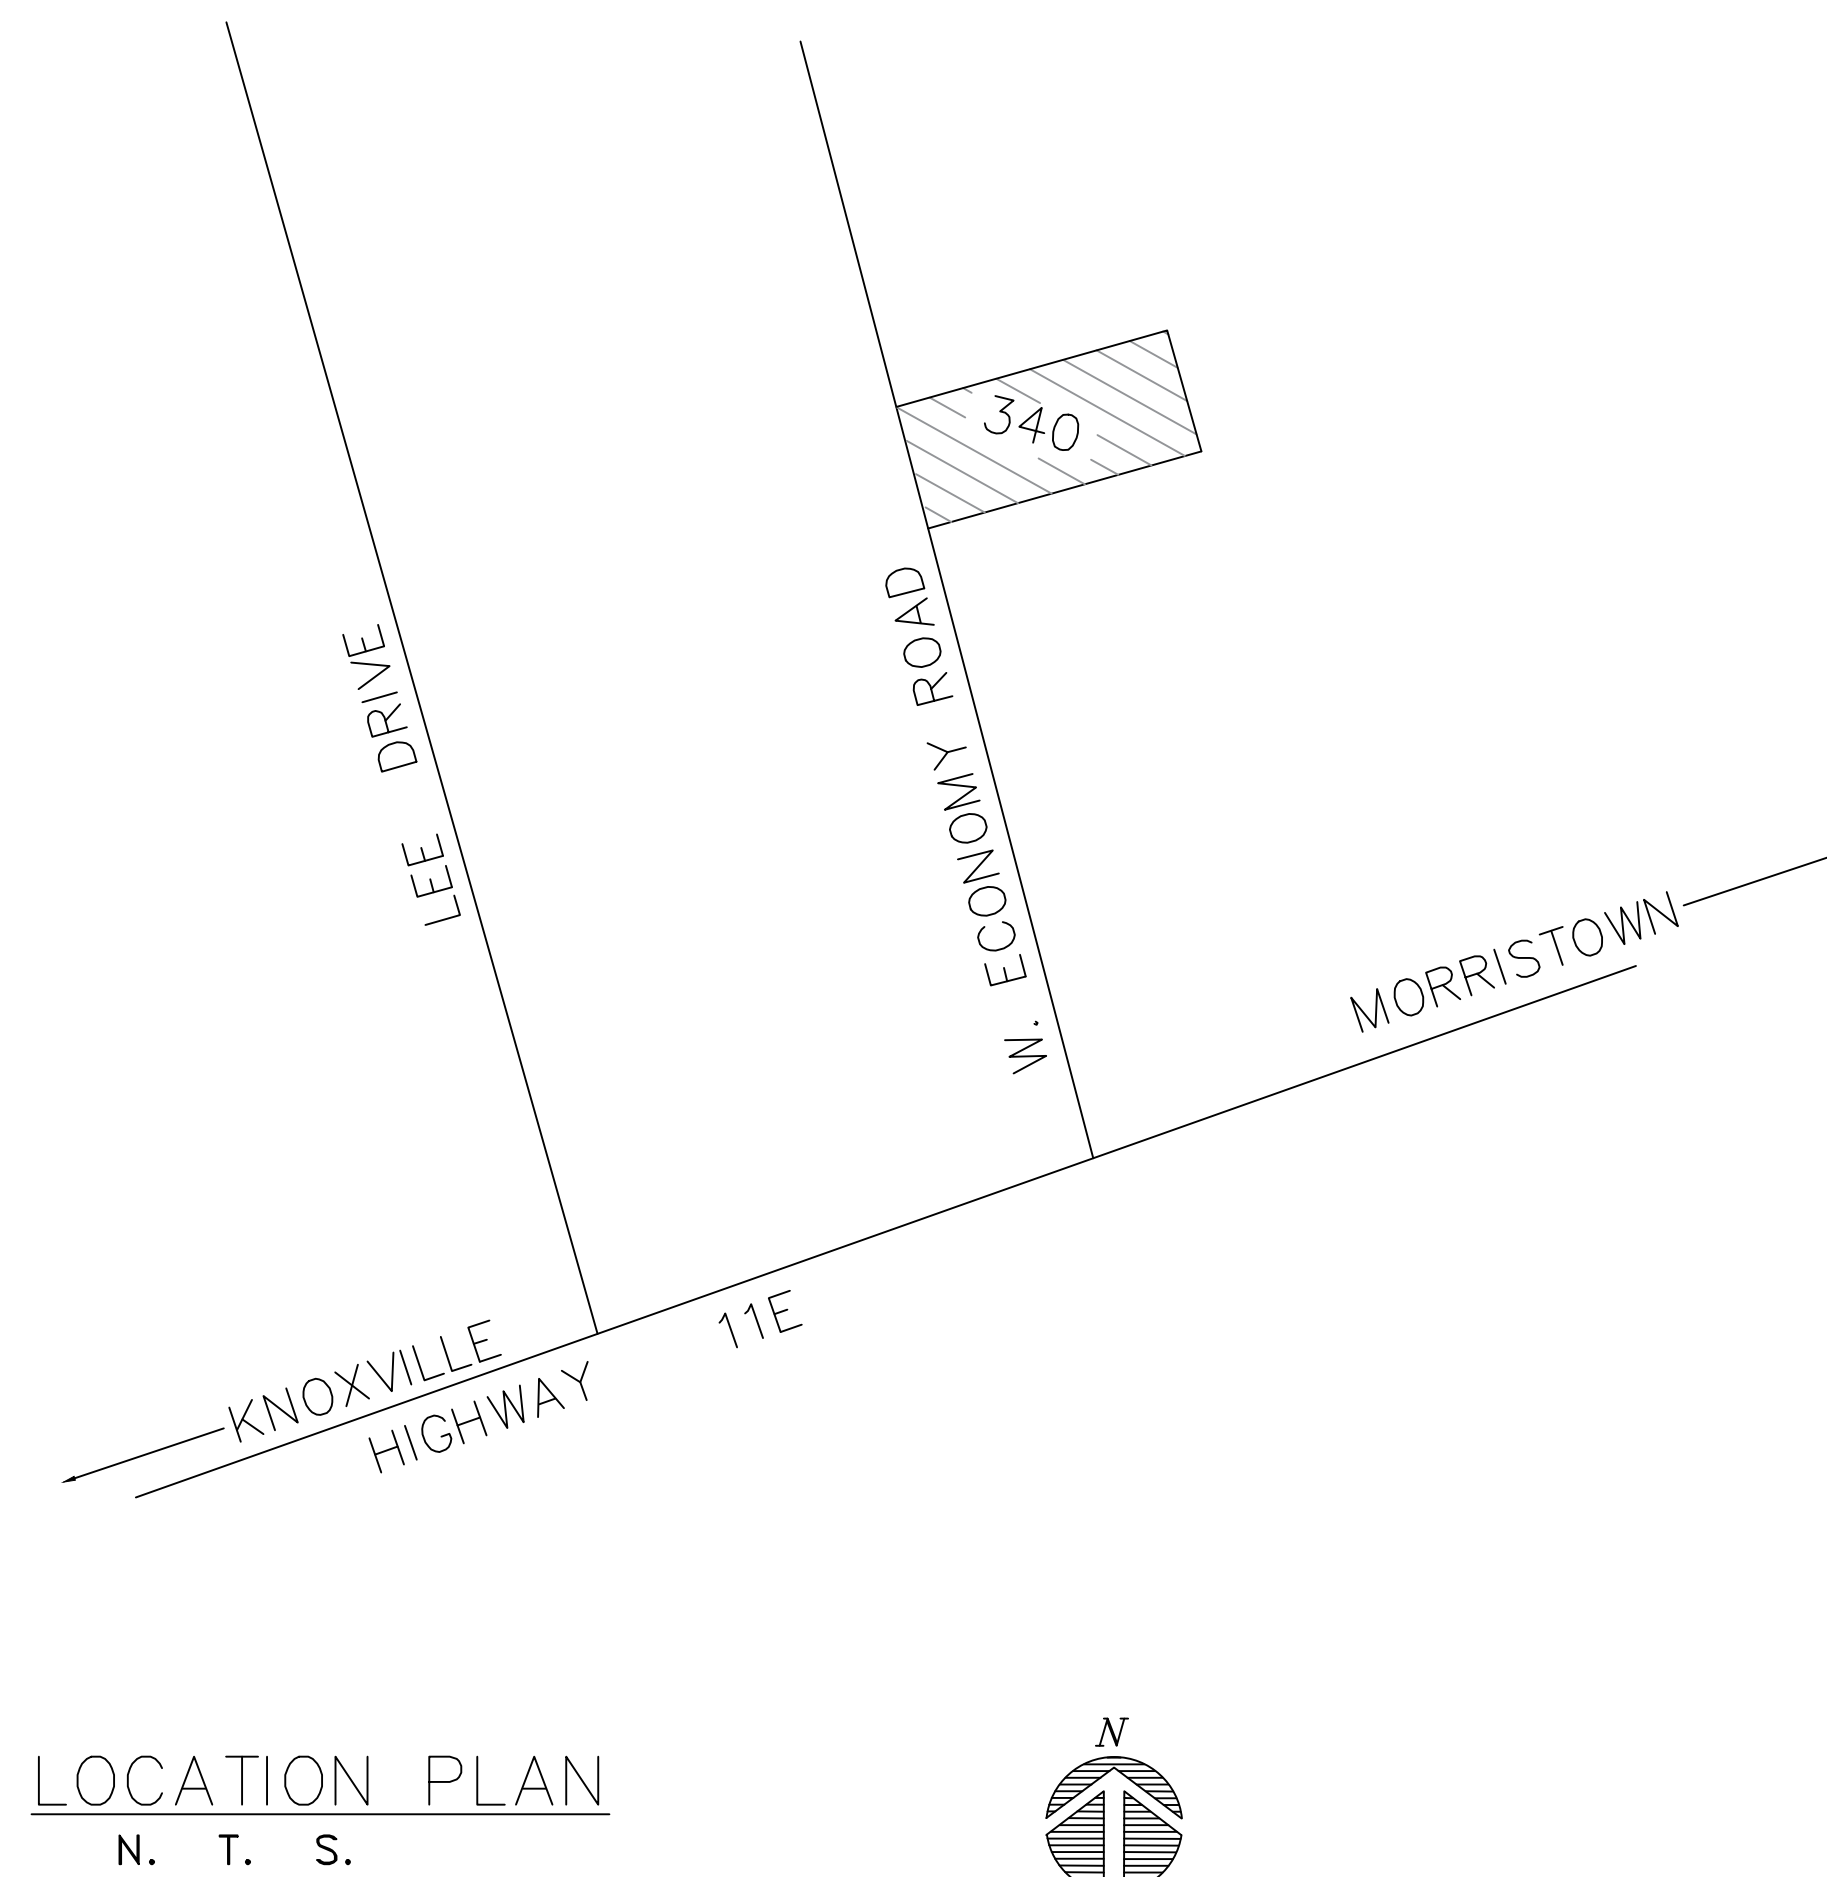 340
LEE DRIVE
W. ECONOMY ROAD
MORRISTOWN
KNOXVILLE
HIGHWAY 11E
N
LOCATION PLAN
N. T. S.